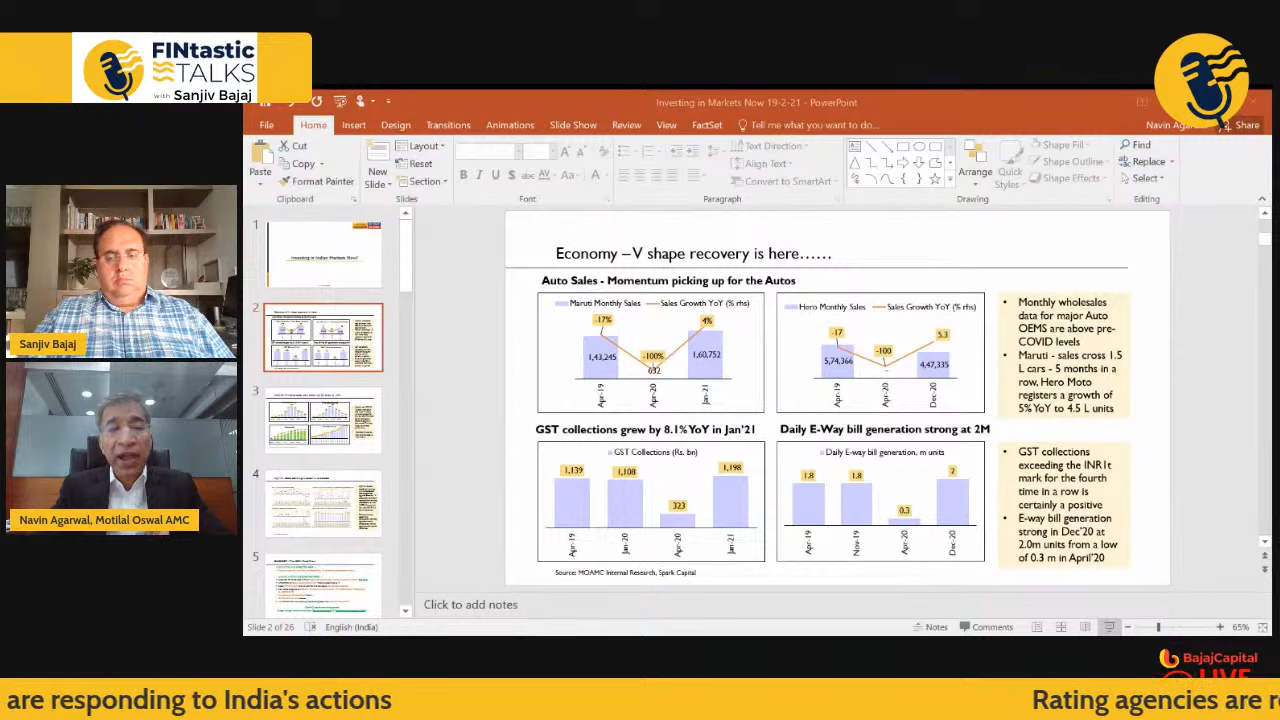 FINtastic
TALKS
with Sanjiv Bajaj
Investing in Markets Now 19-2-21 - PowerPoint
File Home Insert Design Transitions Animations Slide Show Review View FactSet Tell me what you want to do... Share
Paste
Cut
Copy
Format Painter
Clipboard
New
Slide
Layout
Reset
Section
Slides
Font
Text Direction
Align Text
Convert to SmartArt
Paragraph
Arrange
Quick
Styles
Shape Fill
Shape Outline
Shape Effects
Drawing
Find
Replace
Select
Editing
Sanjiv Bajaj
Navin Agarwal, Motilal Oswal AMC
1
2
3
4
5
Economy – V shape recovery is here……
Auto Sales - Momentum picking up for the Autos
Maruti Monthly Sales Sales Growth YoY (% rhs)
-17% -100% 4%
1,43,245 632 1,60,752
Apr-19 Apr-20 Jan-21
Hero Monthly Sales Sales Growth YoY (% rhs)
-17 -100 5.3
5,74,366 - 4,47,335
Apr-19 Apr-20 Dec-20
• Monthly wholesales
data for major Auto
OEMS are above pre-
COVID levels
• Maruti - sales cross 1.5
L cars - 5 months in a
row, Hero Moto
registers a growth of
5% YoY to 4.5 L units
GST collections grew by 8.1% YoY in Jan'21
GST Collections (Rs. bn)
1,139 1,108 323 1,198
Apr-19 Jan-20 Apr-20 Jan-21
Daily E-Way bill generation strong at 2M
Daily E-way bill generation, m units
1.8 1.8 0.3 2
Apr-19 Nov-19 Apr-20 Dec-20
• GST collections
exceeding the INR1t
mark for the fourth
time in a row is
certainly a positive
• E-way bill generation
strong in Dec'20 at
2.0m units from a low
of 0.3 m in April'20
Source: MOAMC Internal Research, Spark Capital
Click to add notes
Slide 2 of 26 English (India) Notes Comments 65%
BajajCapital
LIVE
are responding to India's actions
Rating agencies are